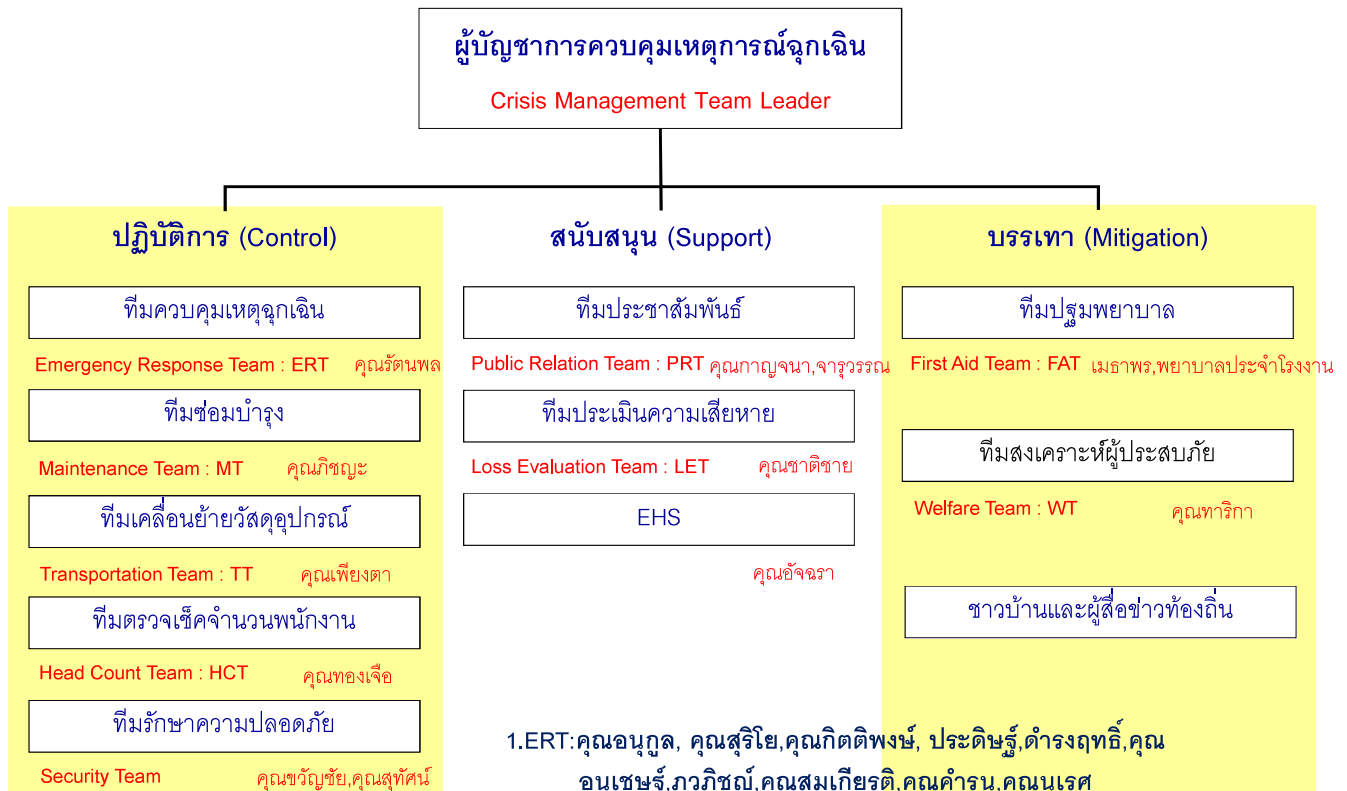 ผู้บัญชาการควบคุมเหตุการณ์ฉุกเฉิน
Crisis Management Team Leader
ปฏิบัติการ (Control)
ทีมควบคุมเหตุฉุกเฉิน
Emergency Response Team : ERT คุณรัตนพล
ทีมซ่อมบำรุง
Maintenance Team : MT คุณภิชญะ
ทีมเคลื่อนย้ายวัสดุอุปกรณ์
Transportation Team : TT คุณเพียงตา
ทีมตรวจเช็คจำนวนพนักงาน
Head Count Team : HCT คุณทองเจือ
ทีมรักษาความปลอดภัย
Security Team คุณขวัญชัย,คุณสุทัศน์
สนับสนุน (Support)
ทีมประชาสัมพันธ์
Public Relation Team : PRT คุณกาญจนา,จารุวรรณ
ทีมประเมินความเสียหาย
Loss Evaluation Team : LET คุณชาติชาย
EHS
คุณอัจฉรา
บรรเทา (Mitigation)
ทีมปฐมพยาบาล
First Aid Team : FAT เมธาพร,พยาบาลประจำโรงงาน
ทีมสงเคราะห์ผู้ประสบภัย
Welfare Team : WT คุณทาริกา
ชาวบ้านและผู้สื่อข่าวท้องถิ่น
1.ERT:คุณอนุกูล, คุณสุริโย,คุณกิตติพงษ์, ประดิษฐ์,ดำรงฤทธิ์,คุณ